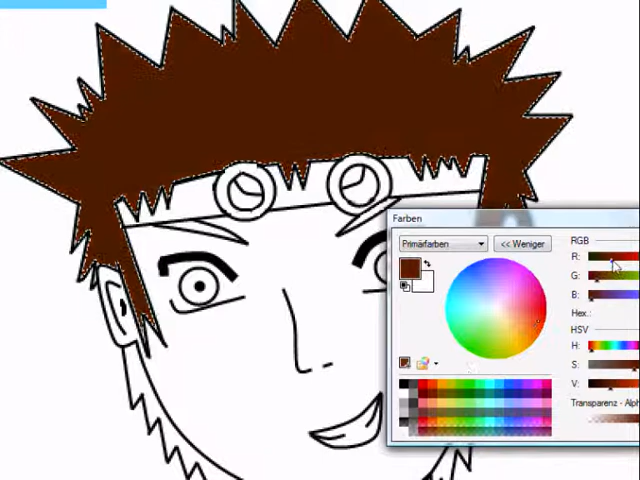 Farben
Primärfarben
<< Weniger
RGB
R:
G:
B:
Hex.:
HSV
H:
S:
V:
Transparenz - Alph